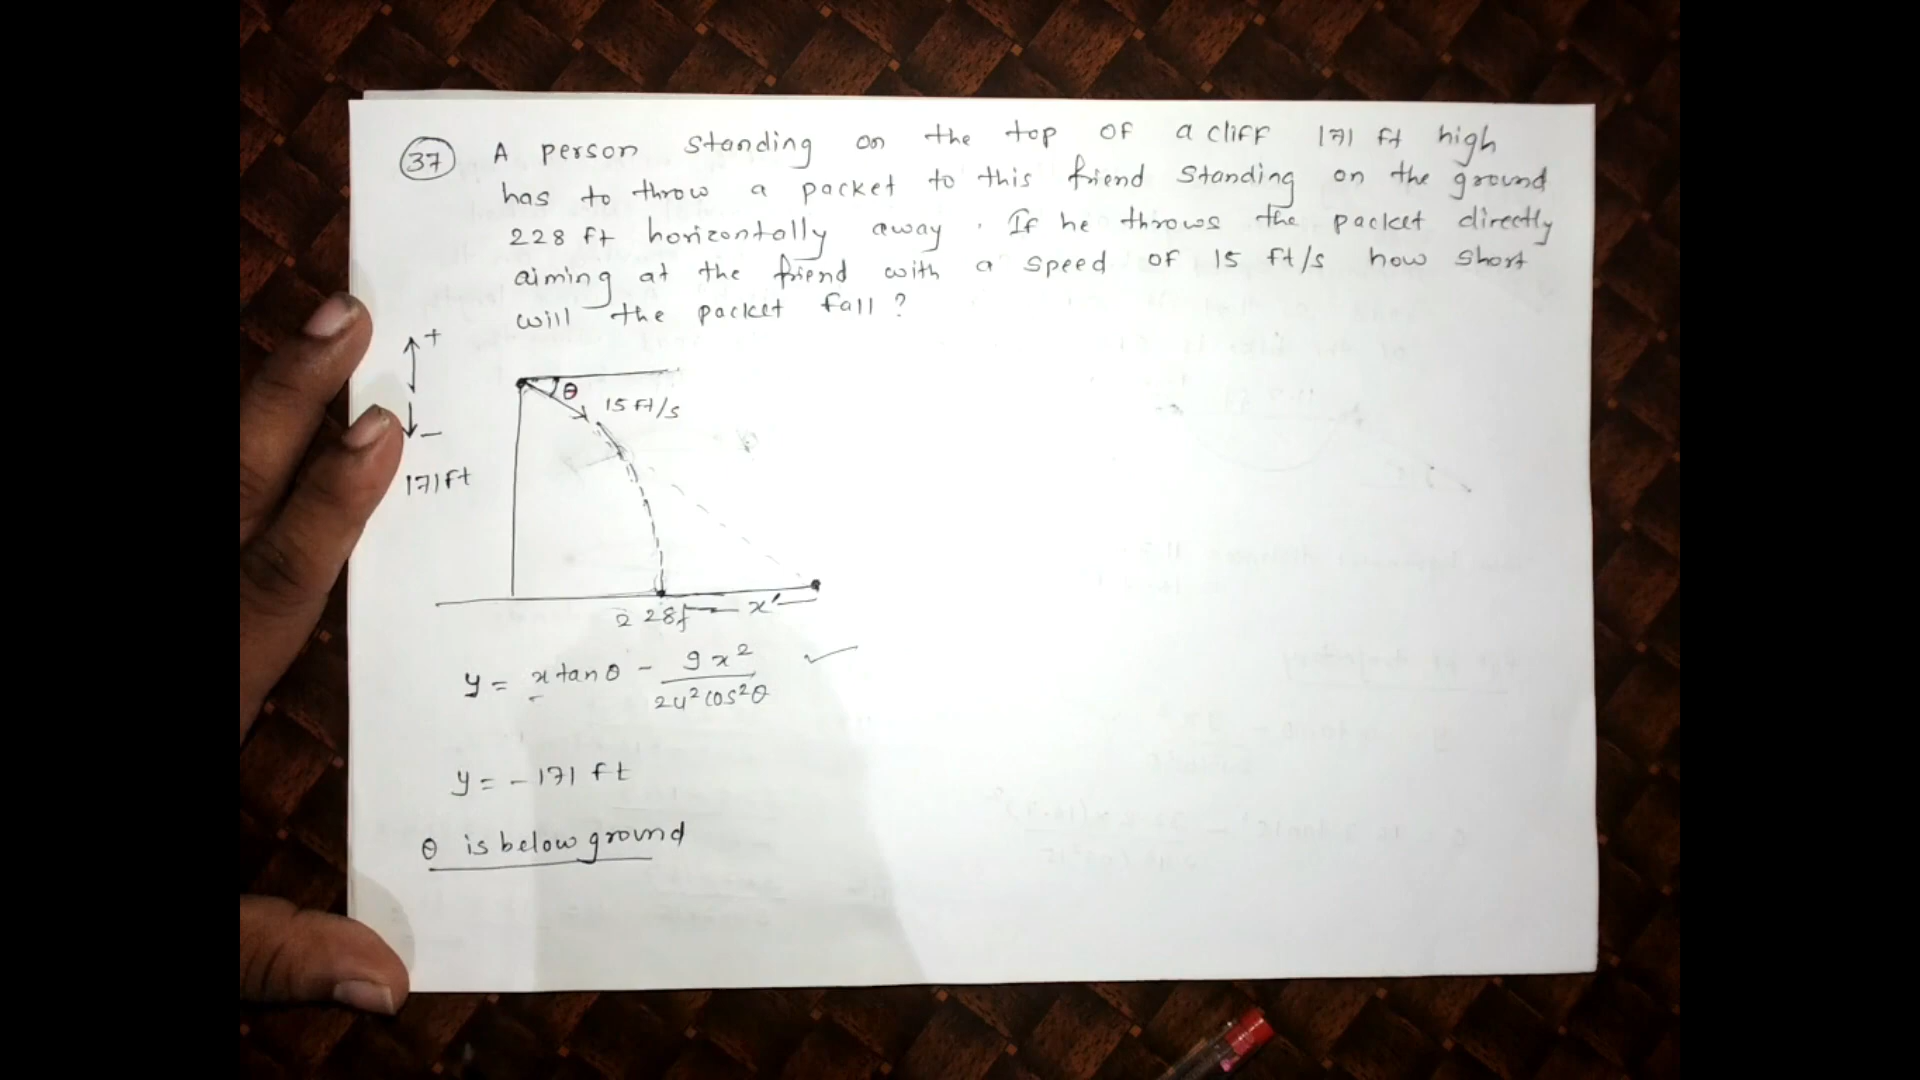 37 A person standing on the top of a cliff 171 ft high
has to throw a packet to this friend standing on the ground
228 ft horizontally away. If he throws the packet directly
aiming at the friend with a speed of 15 ft/s how short
will the packet fall?
+
θ
15 ft/s
-
171ft
228f x'
y = x tanθ - gx²/2u²cos²θ ✓
y = -171 ft
θ is below ground